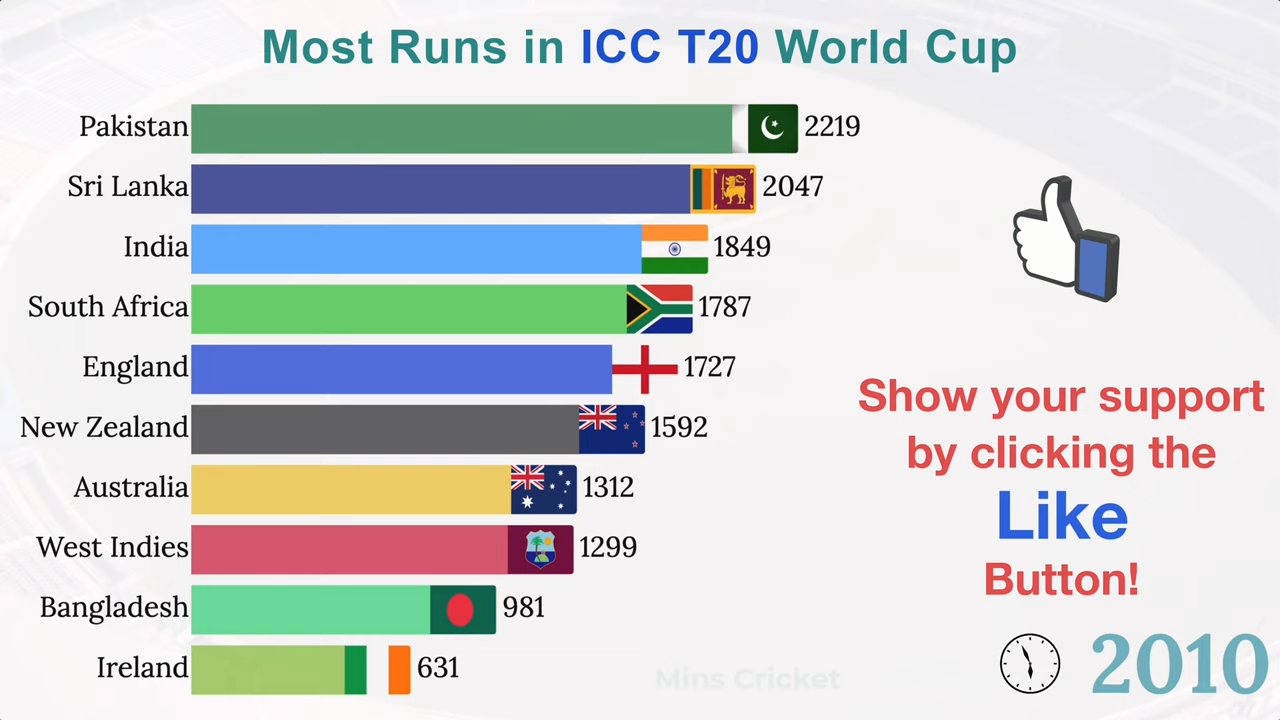 Most Runs in ICC T20 World Cup
Pakistan 2219
Sri Lanka 2047
India 1849
South Africa 1787
England 1727
New Zealand 1592
Australia 1312
West Indies 1299
Bangladesh 981
Ireland 631
Show your support
by clicking the
Like
Button!
Mins Cricket
2010